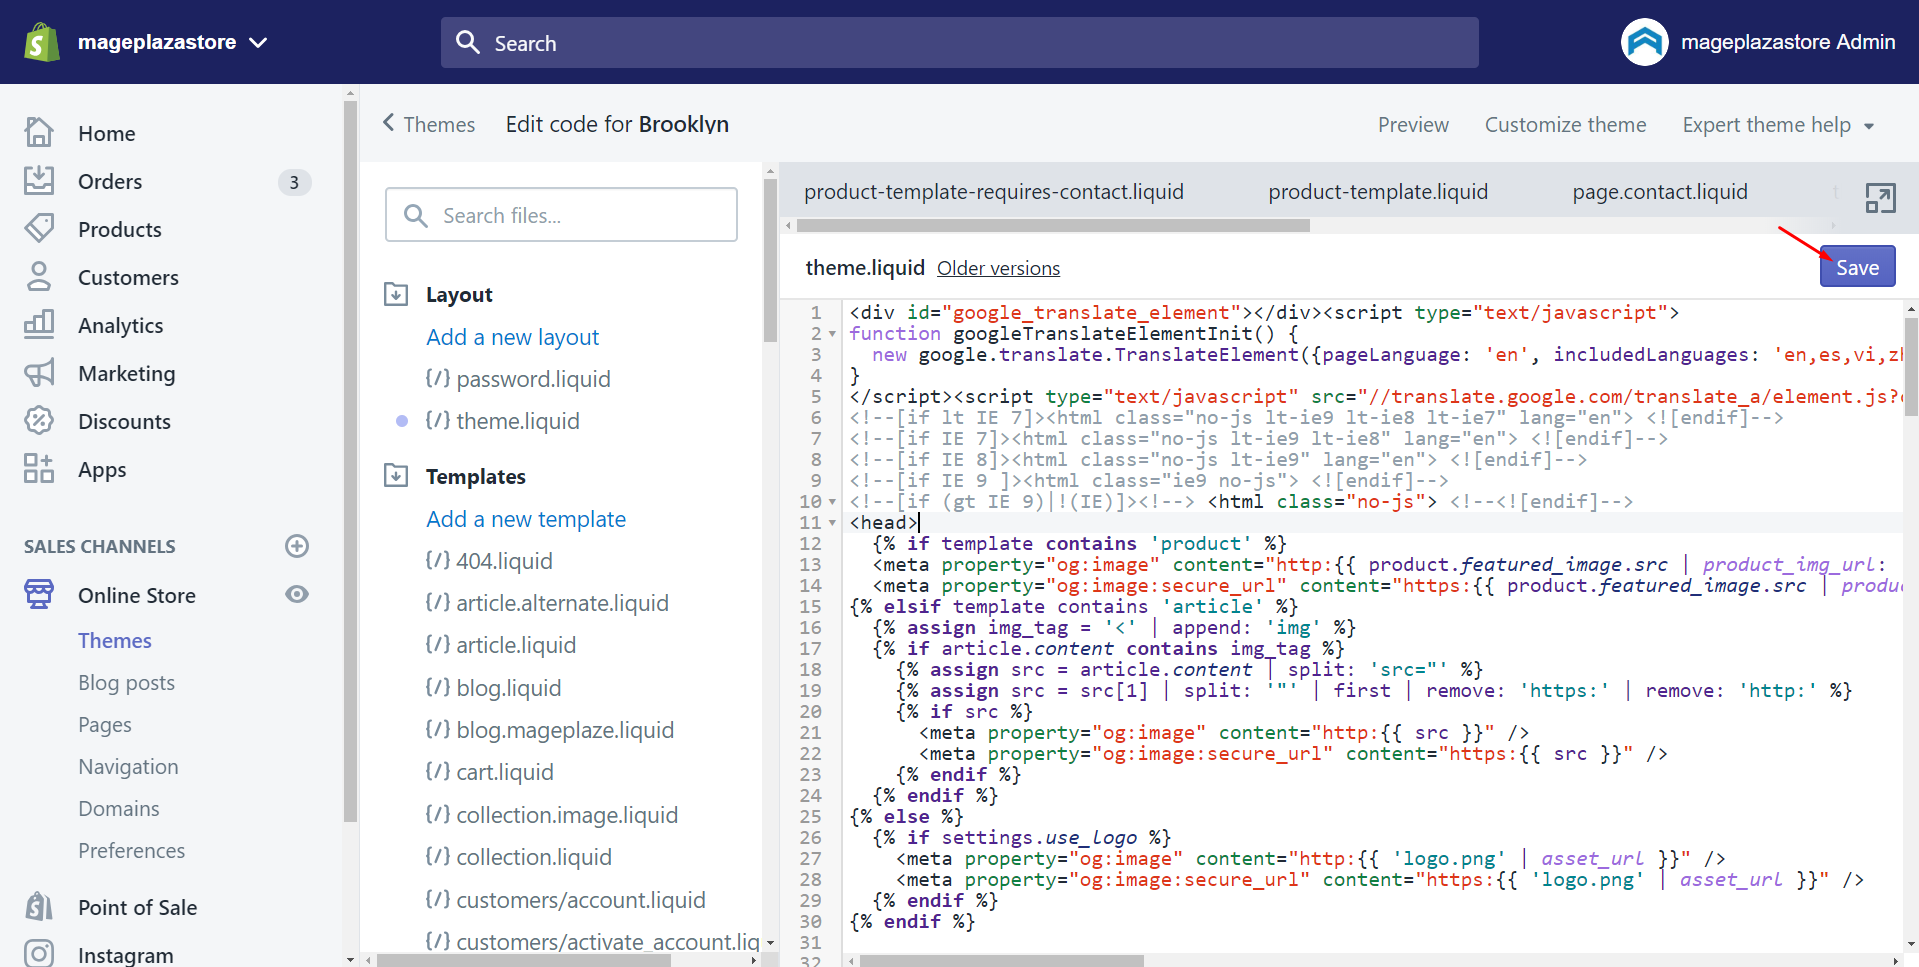 mageplazastore
Search
mageplazastore Admin
Home
Orders 3
Products
Customers
Analytics
Marketing
Discounts
Apps
SALES CHANNELS
Online Store
Themes
Blog posts
Pages
Navigation
Domains
Preferences
Point of Sale
Instagram
Themes Edit code for Brooklyn
Preview Customize theme Expert theme help
Search files...
Layout
Add a new layout
{/} password.liquid
{/} theme.liquid
Templates
Add a new template
{/} 404.liquid
{/} article.alternate.liquid
{/} article.liquid
{/} blog.liquid
{/} blog.mageplaze.liquid
{/} cart.liquid
{/} collection.image.liquid
{/} collection.liquid
{/} customers/account.liquid
{/} customers/activate_account.liq
product-template-requires-contact.liquid product-template.liquid page.contact.liquid t
theme.liquid Older versions Save
1 <div id="google_translate_element"></div><script type="text/javascript">
2 function googleTranslateElementInit() {
3 new google.translate.TranslateElement({pageLanguage: 'en', includedLanguages: 'en,es,vi,zh
4 }
5 </script><script type="text/javascript" src="//translate.google.com/translate_a/element.js?
6 <!--[if lt IE 7]><html class="no-js lt-ie9 lt-ie8 lt-ie7" lang="en"> <![endif]-->
7 <!--[if IE 7]><html class="no-js lt-ie9 lt-ie8" lang="en"> <![endif]-->
8 <!--[if IE 8]><html class="no-js lt-ie9" lang="en"> <![endif]-->
9 <!--[if IE 9 ]><html class="ie9 no-js"> <![endif]-->
10 <!--[if (gt IE 9)|!(IE)]><!--> <html class="no-js"> <!--<![endif]-->
11 <head>
12 {% if template contains 'product' %}
13 <meta property="og:image" content="http:{{ product.featured_image.src | product_img_url:
14 <meta property="og:image:secure_url" content="https:{{ product.featured_image.src | produc
15 {% elsif template contains 'article' %}
16 {% assign img_tag = '<' | append: 'img' %}
17 {% if article.content contains img_tag %}
18 {% assign src = article.content | split: 'src="' %}
19 {% assign src = src[1] | split: '"' | first | remove: 'https:' | remove: 'http:' %}
20 {% if src %}
21 <meta property="og:image" content="http:{{ src }}" />
22 <meta property="og:image:secure_url" content="https:{{ src }}" />
23 {% endif %}
24 {% endif %}
25 {% else %}
26 {% if settings.use_logo %}
27 <meta property="og:image" content="http:{{ 'logo.png' | asset_url }}" />
28 <meta property="og:image:secure_url" content="https:{{ 'logo.png' | asset_url }}" />
29 {% endif %}
30 {% endif %}
31
32